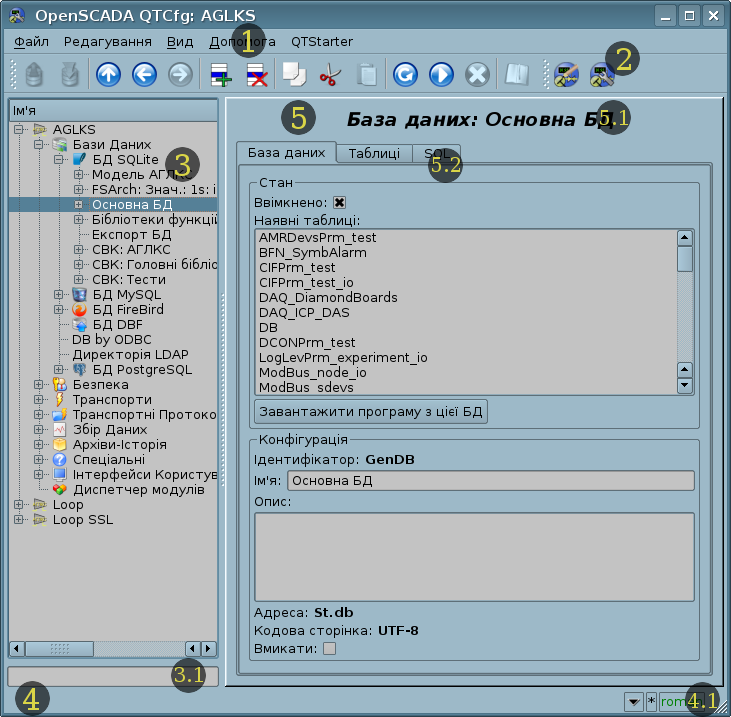 OpenSCADA QTCfg: AGLKS
Файл Редагування Вид Допомога QTStarter
1
2
Ім'я
AGLKS
Бази Даних
БД SQLite
3
Модель АГЛКС
FSArch: Знач.: 1s: і
Основна БД
Бібліотеки функцій
Експорт БД
СВК: АГЛКС
СВК: Головні бібліо
СВК: Тести
БД MySQL
БД FireBird
БД DBF
DB by ODBC
Директорія LDAP
БД PostgreSQL
Безпека
Транспорти
Транспортні Протоко
Збір Даних
Архіви-Історія
Спеціальні
Інтерфейси Користув
Диспетчер модулів
Loop
Loop SSL
3.1
4
5
База даних: Основна БД
5.1
База даних Таблиці SQL
5.2
Стан
Ввімкнено:
Наявні таблиці:
AMRDevsPrm_test
BFN_SymbAlarm
CIFPrm_test
CIFPrm_test_io
DAQ_DiamondBoards
DAQ_ICP_DAS
DB
DCONPrm_test
LogLevPrm_experiment_io
ModBus_node_io
ModBus_sdevs
Завантажити програму з цієї БД
Конфігурація
Ідентифікатор: GenDB
Ім'я: Основна БД
Опис:
Адреса: St.db
Кодова сторінка: UTF-8
Вмикати:
*
4.1